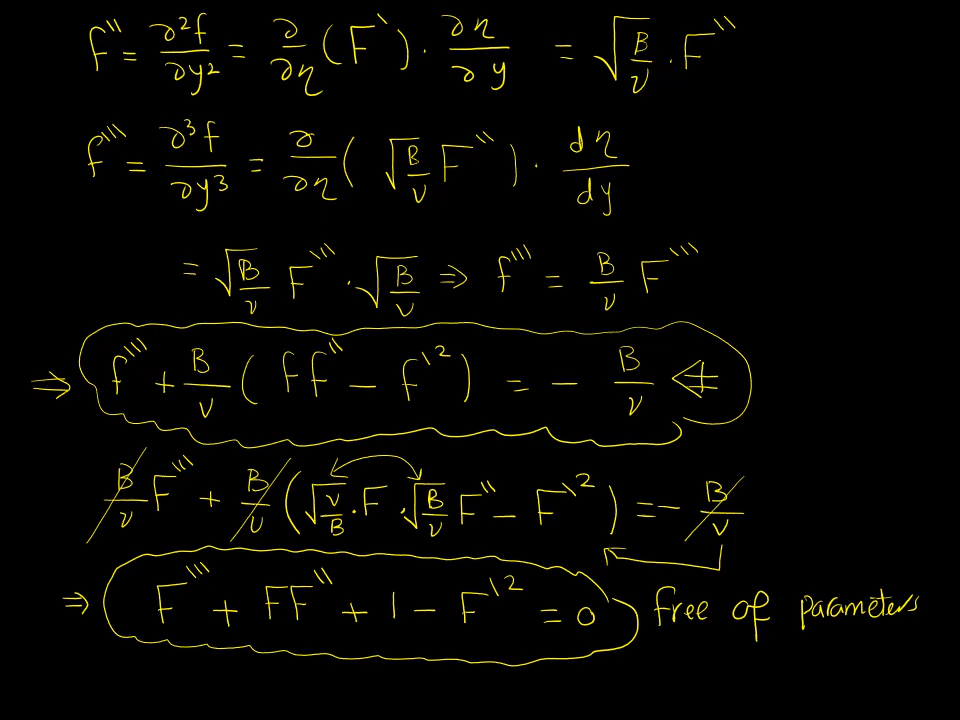 f'' = ∂²f/∂y² = ∂/∂η (F') · ∂η/∂y = √(B/ν) · F''
f''' = ∂³f/∂y³ = ∂/∂η ( √(B/ν) F'' ) · dη/dy
= √(B/ν) F''' · √(B/ν) ⇒ f''' = B/ν F'''
⇒ f''' + B/ν ( ff'' − f'² ) = − B/ν
B/ν F''' + B/ν ( √(ν/B) · F · √(B/ν) F'' − F'² ) = − B/ν
⇒ F''' + FF'' + 1 − F'² = 0 free of parameters